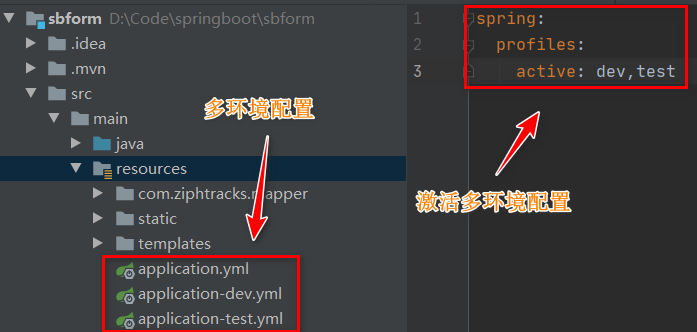 sbform D:\Code\springboot\sbform
.idea
.mvn
src
main
java
resources
com.ziphtracks.mapper
static
templates
application.yml
application-dev.yml
application-test.yml
多环境配置
1 spring:
2 profiles:
3 active: dev,test
激活多环境配置